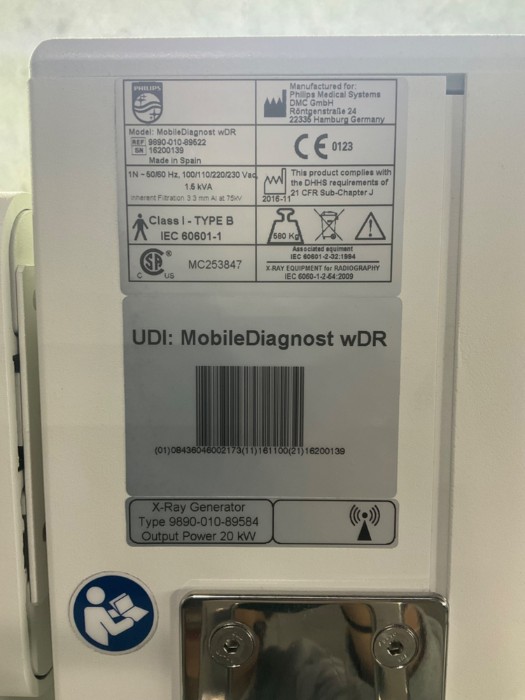 PHILIPS
Manufactured for:
Philips Medical Systems
DMC GmbH
Röntgenstraße 24
22335 Hamburg Germany
Model: MobileDiagnost wDR
REF 9890-010-89522
SN 16200139
Made in Spain
CE 0123
1N ~ 50/60 Hz, 100/110/220/230 Vac,
1.5 kVA
Inherent Filtration 3.3 mm Al at 75kV
2016-11
This product complies with
the DHHS requirements of
21 CFR Sub-Chapter J
Class I - TYPE B
IEC 60601-1
580 Kg
CSA ®
C US
MC253847
Associated equipment
IEC 60601-2-32:1994
X-RAY EQUIPMENT for RADIOGRAPHY
IEC 6060-1-2-54:2009
UDI: MobileDiagnost wDR
(01)08436046002173(11)161100(21)16200139
X-Ray Generator
Type 9890-010-89584
Output Power 20 kW